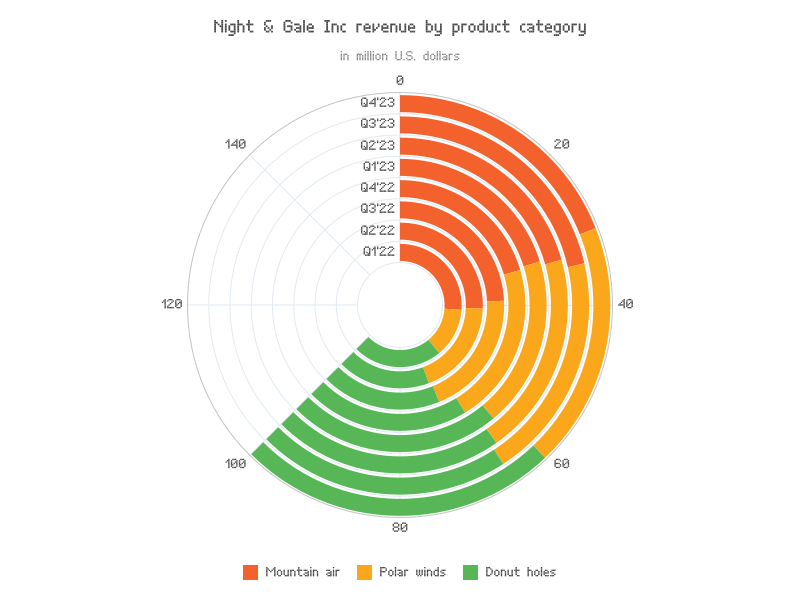 Night & Gale Inc revenue by product category
in million U.S. dollars
0
20
40
60
80
100
120
140
Q4'23
Q3'23
Q2'23
Q1'23
Q4'22
Q3'22
Q2'22
Q1'22
Mountain air
Polar winds
Donut holes